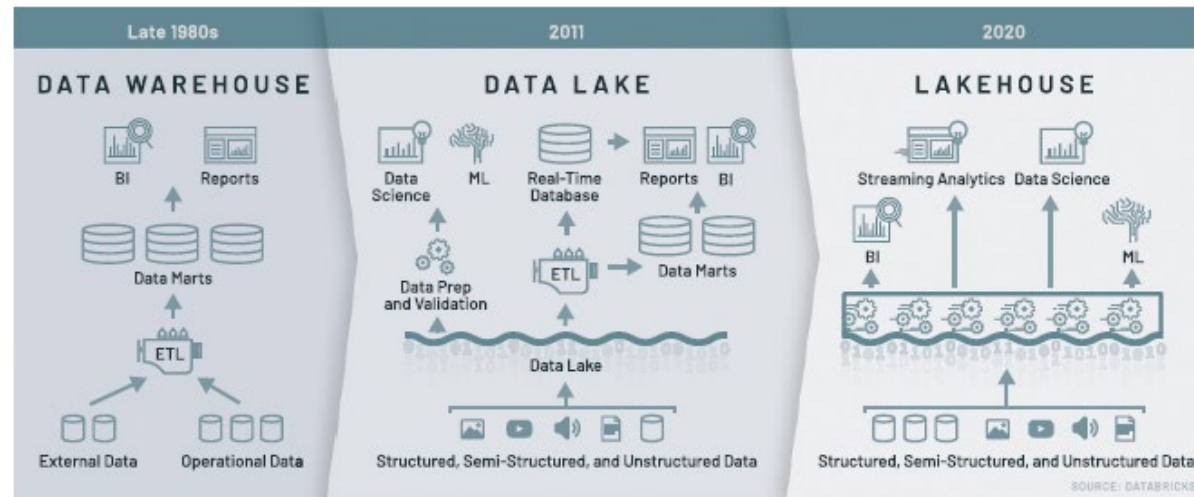 Late 1980s
DATA WAREHOUSE
BI
Reports
Data Marts
ETL
External Data
Operational Data
2011
DATA LAKE
Data
Science
ML
Real-Time
Database
Reports
BI
Data Prep
and Validation
ETL
Data Marts
Data Lake
Structured, Semi-Structured, and Unstructured Data
2020
LAKEHOUSE
Streaming Analytics
Data Science
BI
ML
Structured, Semi-Structured, and Unstructured Data
SOURCE: DATABRICKS